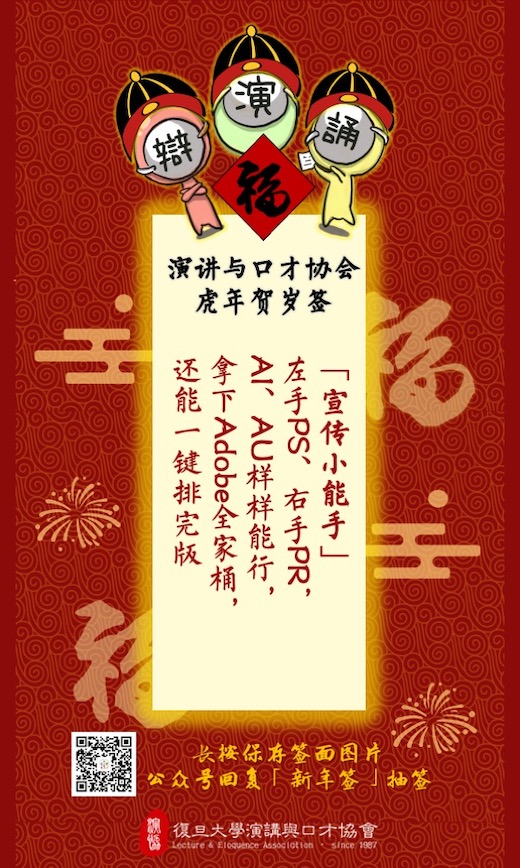 辯
演
誦
福
演讲与口才协会
虎年贺岁签
「宣传小能手」
左手PS、右手PR，
AI、AU样样能行，
拿下Adobe全家桶，
还能一键排完版
福
福
长按保存签面图片
公众号回复「新年签」抽签
復旦大學演講與口才協會
Lecture & Eloquence Association · since 1987